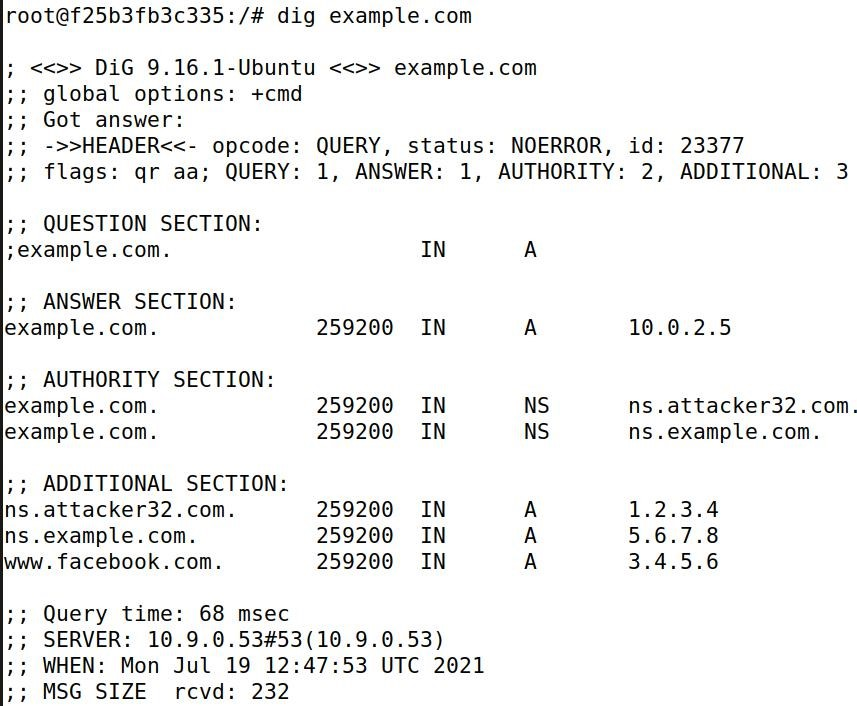 root@f25b3fb3c335:/# dig example.com
; <<>> DiG 9.16.1-Ubuntu <<>> example.com
;; global options: +cmd
;; Got answer:
;; ->>HEADER<<- opcode: QUERY, status: NOERROR, id: 23377
;; flags: qr aa; QUERY: 1, ANSWER: 1, AUTHORITY: 2, ADDITIONAL: 3
;; QUESTION SECTION:
;example.com. IN A
;; ANSWER SECTION:
example.com. 259200 IN A 10.0.2.5
;; AUTHORITY SECTION:
example.com. 259200 IN NS ns.attacker32.com.
example.com. 259200 IN NS ns.example.com.
;; ADDITIONAL SECTION:
ns.attacker32.com. 259200 IN A 1.2.3.4
ns.example.com. 259200 IN A 5.6.7.8
www.facebook.com. 259200 IN A 3.4.5.6
;; Query time: 68 msec
;; SERVER: 10.9.0.53#53(10.9.0.53)
;; WHEN: Mon Jul 19 12:47:53 UTC 2021
;; MSG SIZE rcvd: 232